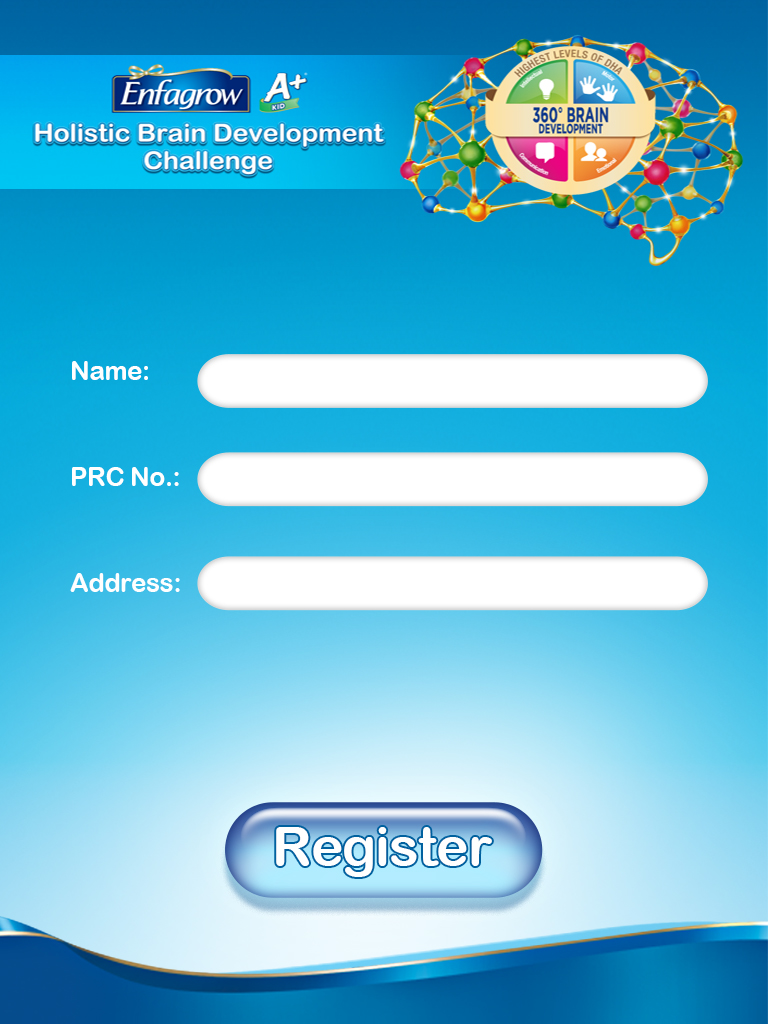 Enfagrow A+
KID
Holistic Brain Development
Challenge
HIGHEST LEVELS OF DHA
Intellectual
Motor
360° BRAIN
DEVELOPMENT
Communication
Emotional
Name:
PRC No.:
Address:
Register